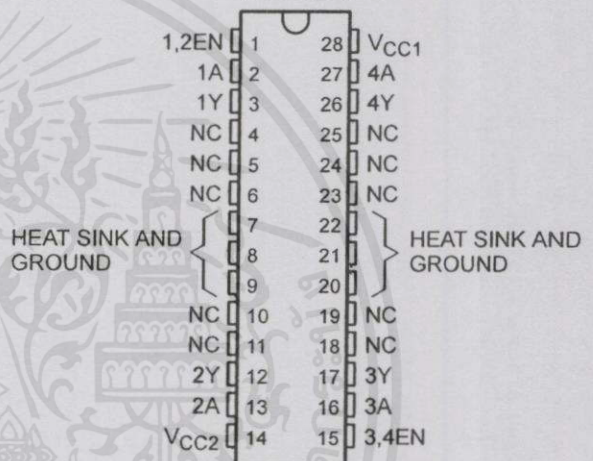 1,2EN 1 28 VCC1
1A 2 27 4A
1Y 3 26 4Y
NC 4 25 NC
NC 5 24 NC
NC 6 23 NC
7 22
HEAT SINK AND GROUND 8 21 HEAT SINK AND GROUND
9 20
NC 10 19 NC
NC 11 18 NC
2Y 12 17 3Y
2A 13 16 3A
VCC2 14 15 3,4EN